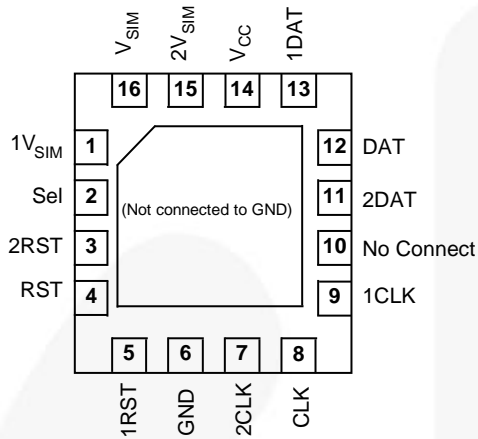 V_SIM
2V_SIM
V_CC
1DAT
16
15
14
13
1V_SIM
1
12
DAT
Sel
2
11
2DAT
(Not connected to GND)
2RST
3
10
No Connect
RST
4
9
1CLK
5
6
7
8
1RST
GND
2CLK
CLK